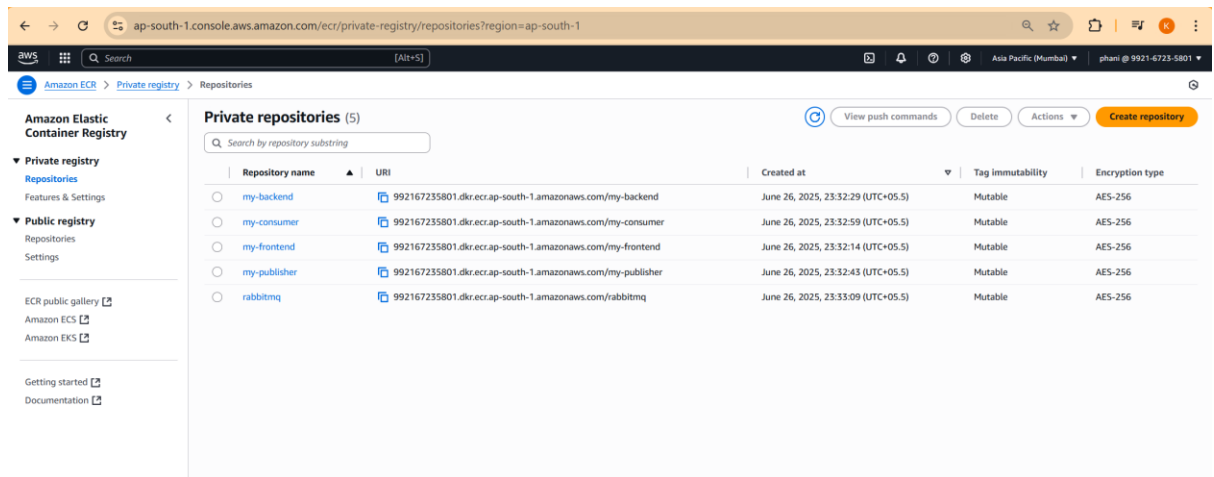 ap-south-1.console.aws.amazon.com/ecr/private-registry/repositories?region=ap-south-1
K
aws
Search
[Alt+S]
Asia Pacific (Mumbai)
phani @ 9921-6723-5801
Amazon ECR > Private registry > Repositories
Amazon Elastic
Container Registry
Private registry
Repositories
Features & Settings
Public registry
Repositories
Settings
ECR public gallery
Amazon ECS
Amazon EKS
Getting started
Documentation
Private repositories (5)
View push commands
Delete
Actions
Create repository
Search by repository substring
Repository name URI Created at Tag immutability Encryption type
my-backend 992167235801.dkr.ecr.ap-south-1.amazonaws.com/my-backend June 26, 2025, 23:32:29 (UTC+05.5) Mutable AES-256
my-consumer 992167235801.dkr.ecr.ap-south-1.amazonaws.com/my-consumer June 26, 2025, 23:32:59 (UTC+05.5) Mutable AES-256
my-frontend 992167235801.dkr.ecr.ap-south-1.amazonaws.com/my-frontend June 26, 2025, 23:32:14 (UTC+05.5) Mutable AES-256
my-publisher 992167235801.dkr.ecr.ap-south-1.amazonaws.com/my-publisher June 26, 2025, 23:32:43 (UTC+05.5) Mutable AES-256
rabbitmq 992167235801.dkr.ecr.ap-south-1.amazonaws.com/rabbitmq June 26, 2025, 23:33:09 (UTC+05.5) Mutable AES-256